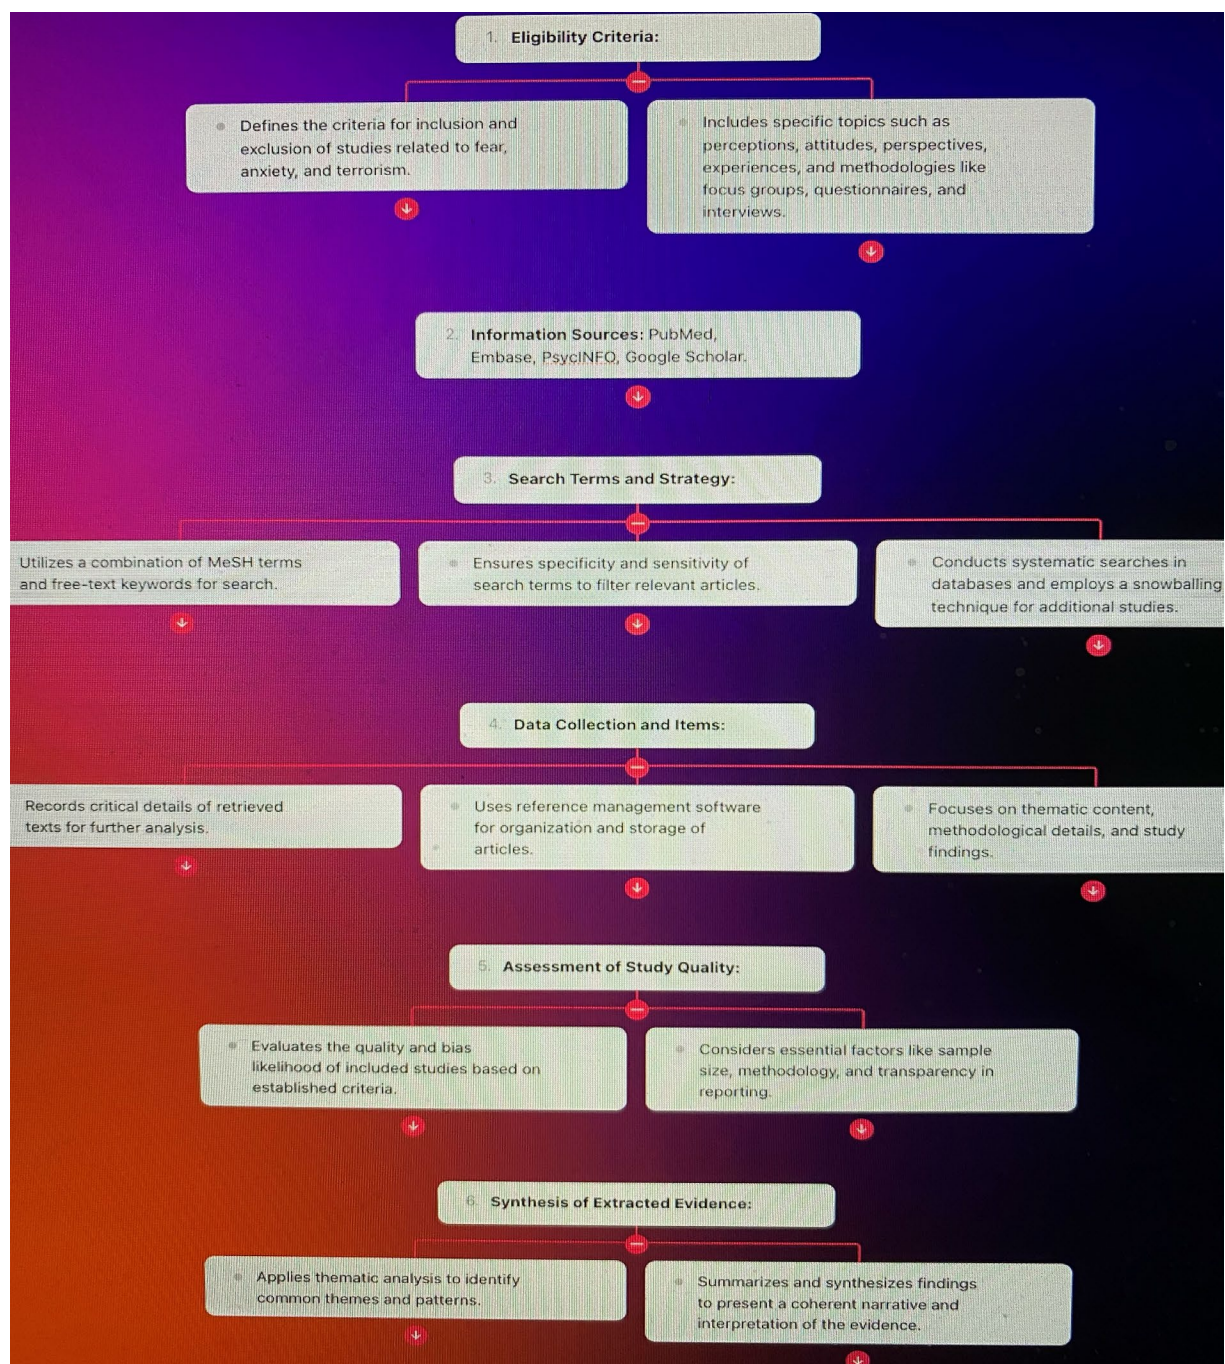 1. Eligibility Criteria:
Defines the criteria for inclusion and
exclusion of studies related to fear,
anxiety, and terrorism.
Includes specific topics such as
perceptions, attitudes, perspectives,
experiences, and methodologies like
focus groups, questionnaires, and
interviews.
2. Information Sources: PubMed,
Embase, PsycINFO, Google Scholar.
3. Search Terms and Strategy:
Utilizes a combination of MeSH terms
and free-text keywords for search.
Ensures specificity and sensitivity of
search terms to filter relevant articles.
Conducts systematic searches in
databases and employs a snowballing
technique for additional studies.
4. Data Collection and Items:
Records critical details of retrieved
texts for further analysis.
Uses reference management software
for organization and storage of
articles.
Focuses on thematic content,
methodological details, and study
findings.
5. Assessment of Study Quality:
Evaluates the quality and bias
likelihood of included studies based on
established criteria.
Considers essential factors like sample
size, methodology, and transparency in
reporting.
6. Synthesis of Extracted Evidence:
Applies thematic analysis to identify
common themes and patterns.
Summarizes and synthesizes findings
to present a coherent narrative and
interpretation of the evidence.